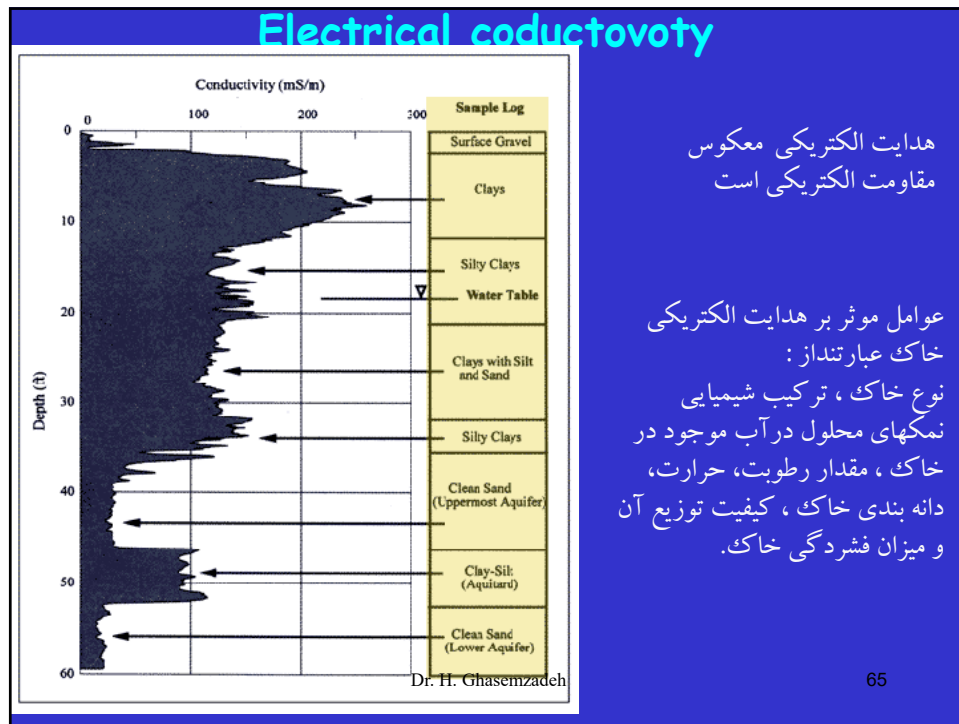 Electrical coductovoty
Conductivity (mS/m)
0 100 200 300
Sample Log
0
Surface Gravel
Clays
10
Silty Clays
Water Table
20
Clays with Silt
and Sand
Depth (ft)
30
Silty Clays
40
Clean Sand
(Uppermost Aquifer)
Clay-Silt
(Aquitard)
50
Clean Sand
(Lower Aquifer)
60
هدایت الکتریکی معکوس
مقاومت الکتریکی است
عوامل موثر بر هدایت الکتریکی
خاک عبارتنداز :
نوع خاک ، ترکیب شیمیایی
نمکهای محلول درآب موجود در
خاک ، مقدار رطوبت، حرارت،
دانه بندی خاک ، کیفیت توزیع آن
و میزان فشردگی خاک.
Dr. H. Ghasemzadeh
65